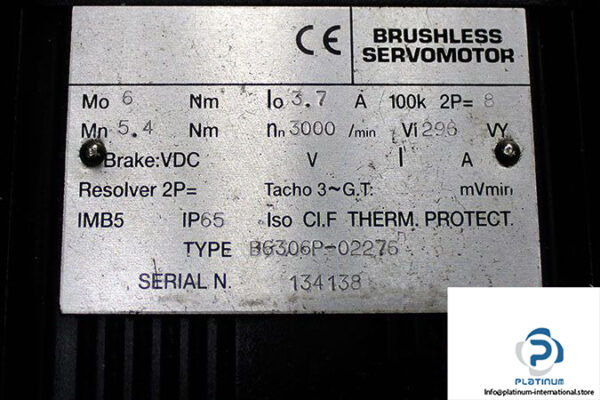 CE BRUSHLESS
SERVOMOTOR
Mo 6 Nm Io 3.7 A 100k 2P= 8
Mn 5.4 Nm nn 3000 /min Vi 296 VY
Brake:VDC V I A
Resolver 2P= Tacho 3~G.T: mVmin
IMB5 IP65 Iso Cl.F THERM. PROTECT.
TYPE B6306P-02276
SERIAL N. 134138
PLATINUM
Info@platinum-international.store